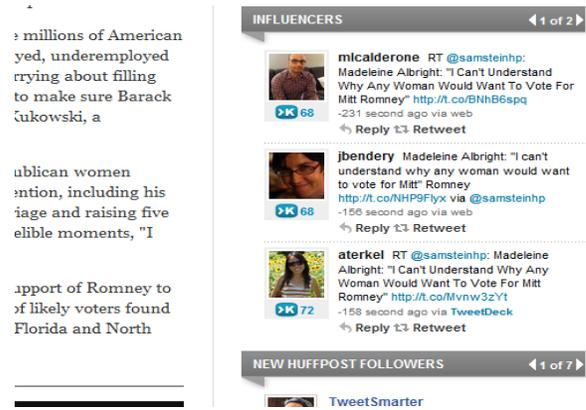 e millions of American
yed, underemployed
rrying about filling
to make sure Barack
Kukowski, a
ublican women
ention, including his
iage and raising five
elible moments, "I
upport of Romney to
of likely voters found
Florida and North
INFLUENCERS
1 of 2
mlcalderone RT @samsteinhp:
Madeleine Albright: "I Can't Understand
Why Any Woman Would Want To Vote For
Mitt Romney" http://t.co/BNhB6spq
-231 second ago via web
Reply Retweet
K 68
jbendery Madeleine Albright: "I can't
understand why any woman would want
to vote for Mitt" Romney
http://t.co/NHP9Flyx via @samsteinhp
-156 second ago via web
Reply Retweet
K 68
aterkel RT @samsteinhp: Madeleine
Albright: "I Can't Understand Why Any
Woman Would Want To Vote For Mitt
Romney" http://t.co/Mvnw3zYt
-158 second ago via TweetDeck
Reply Retweet
K 72
NEW HUFFPOST FOLLOWERS
1 of 7
TweetSmarter